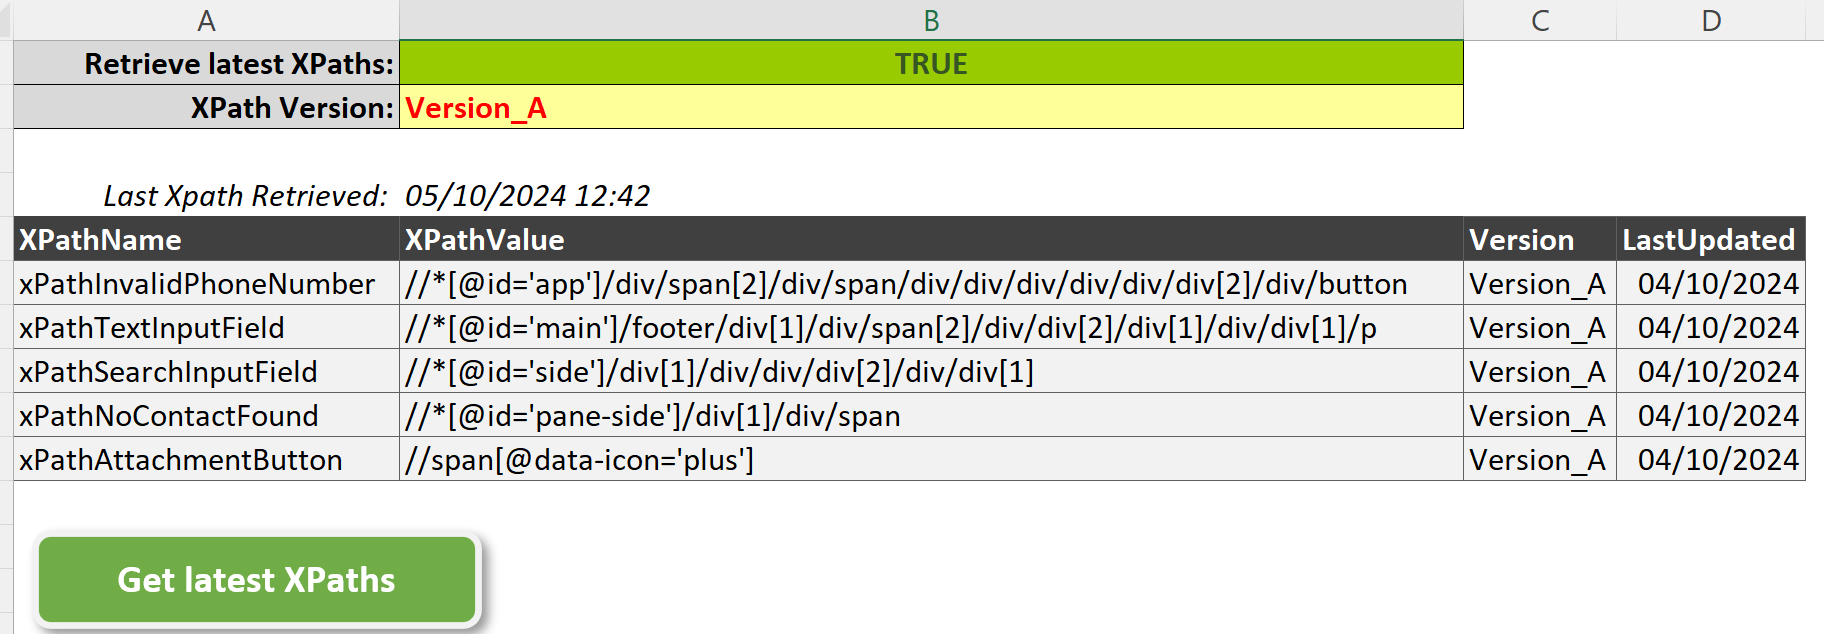 A B C D
Retrieve latest XPaths: TRUE
XPath Version: Version_A
Last Xpath Retrieved: 05/10/2024 12:42
XPathName XPathValue Version LastUpdated
xPathInvalidPhoneNumber //*[@id='app']/div/span[2]/div/span/div/div/div/div/div/div[2]/div/button Version_A 04/10/2024
xPathTextInputField //*[@id='main']/footer/div[1]/div/span[2]/div/div[2]/div[1]/div/div[1]/p Version_A 04/10/2024
xPathSearchInputField //*[@id='side']/div[1]/div/div/div[2]/div/div[1] Version_A 04/10/2024
xPathNoContactFound //*[@id='pane-side']/div[1]/div/span Version_A 04/10/2024
xPathAttachmentButton //span[@data-icon='plus'] Version_A 04/10/2024
Get latest XPaths